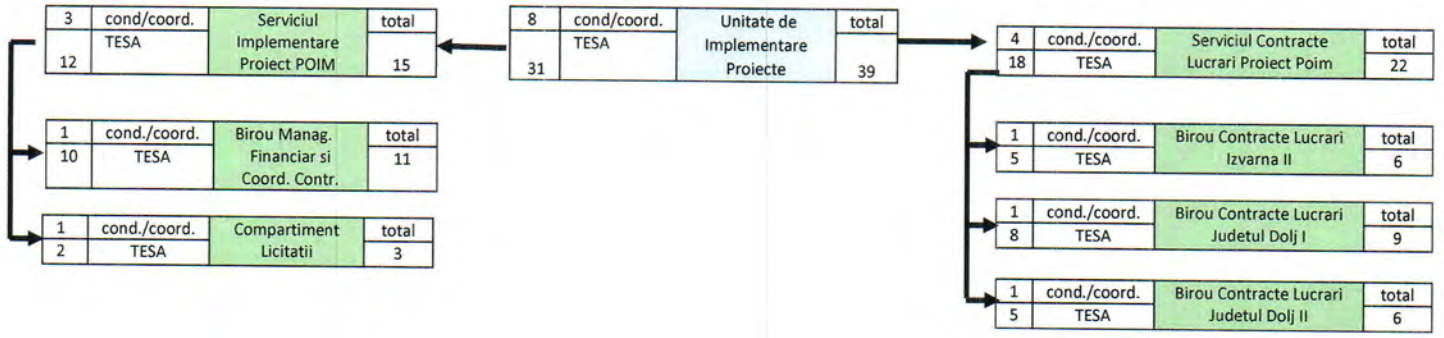 3 cond/coord. Serviciul total
TESA Implementare
12 Proiect POIM 15
8 cond/coord. Unitate de total
TESA Implementare
31 Proiecte 39
4 cond./coord. Serviciul Contracte total
18 TESA Lucrari Proiect Poim 22
1 cond./coord. Birou Manag. total
10 TESA Financiar si 11
Coord. Contr.
1 cond./coord. Birou Contracte Lucrari total
5 TESA Izvarna II 6
1 cond./coord. Compartiment total
2 TESA Licitatii 3
1 cond./coord. Birou Contracte Lucrari total
8 TESA Judetul Dolj I 9
1 cond./coord. Birou Contracte Lucrari total
5 TESA Judetul Dolj II 6